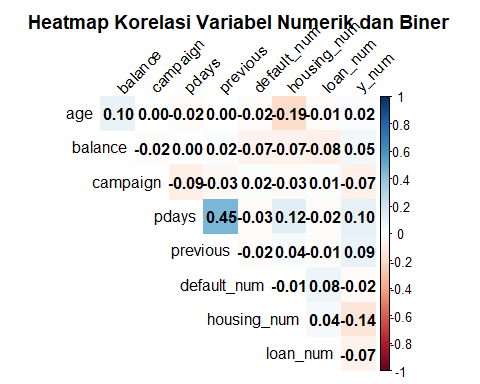 Heatmap Korelasi Variabel Numerik dan Biner
balance campaign pdays previous default_num housing_num loan_num y_num
age 0.10 0.00 -0.02 0.00 -0.02 -0.19 -0.01 0.02
balance -0.02 0.00 0.02 -0.07 -0.07 -0.08 0.05
campaign -0.09 -0.03 0.02 -0.03 0.01 -0.07
pdays 0.45 -0.03 0.12 -0.02 0.10
previous -0.02 0.04 -0.01 0.09
default_num -0.01 0.08 -0.02
housing_num 0.04 -0.14
loan_num -0.07
1
0.8
0.6
0.4
0.2
0
-0.2
-0.4
-0.6
-0.8
-1